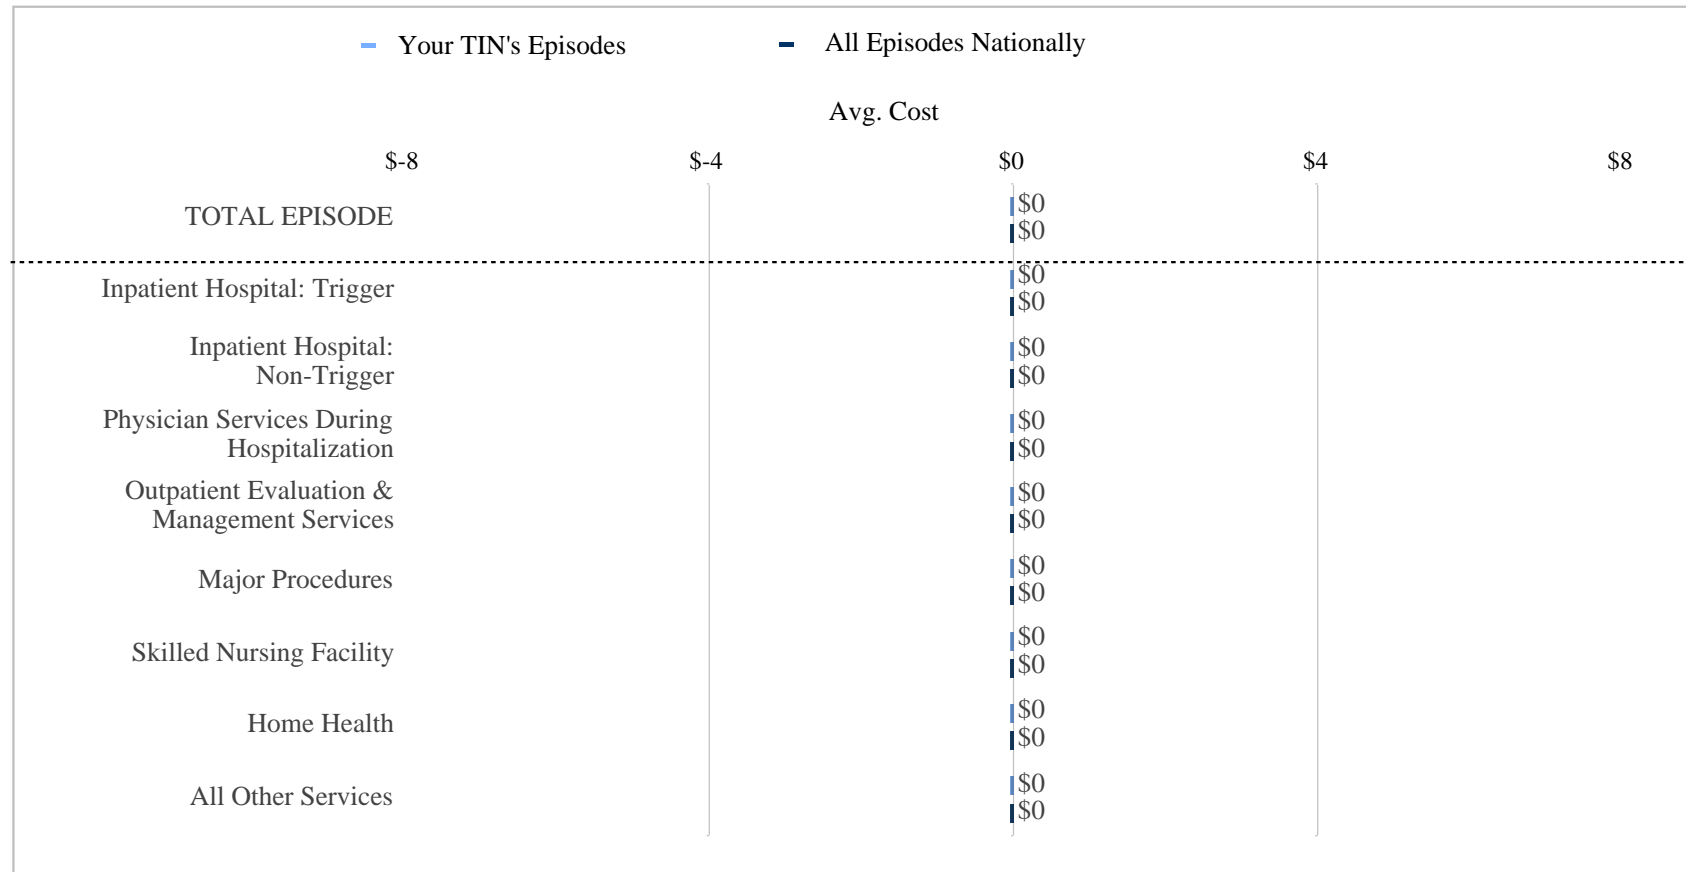 Your TIN's Episodes
All Episodes Nationally
Avg. Cost
$-8
$-4
$0
$4
$8
TOTAL EPISODE
$0
$0
Inpatient Hospital: Trigger
$0
$0
Inpatient Hospital:
Non-Trigger
$0
$0
Physician Services During
Hospitalization
$0
$0
Outpatient Evaluation &
Management Services
$0
$0
Major Procedures
$0
$0
Skilled Nursing Facility
$0
$0
Home Health
$0
$0
All Other Services
$0
$0